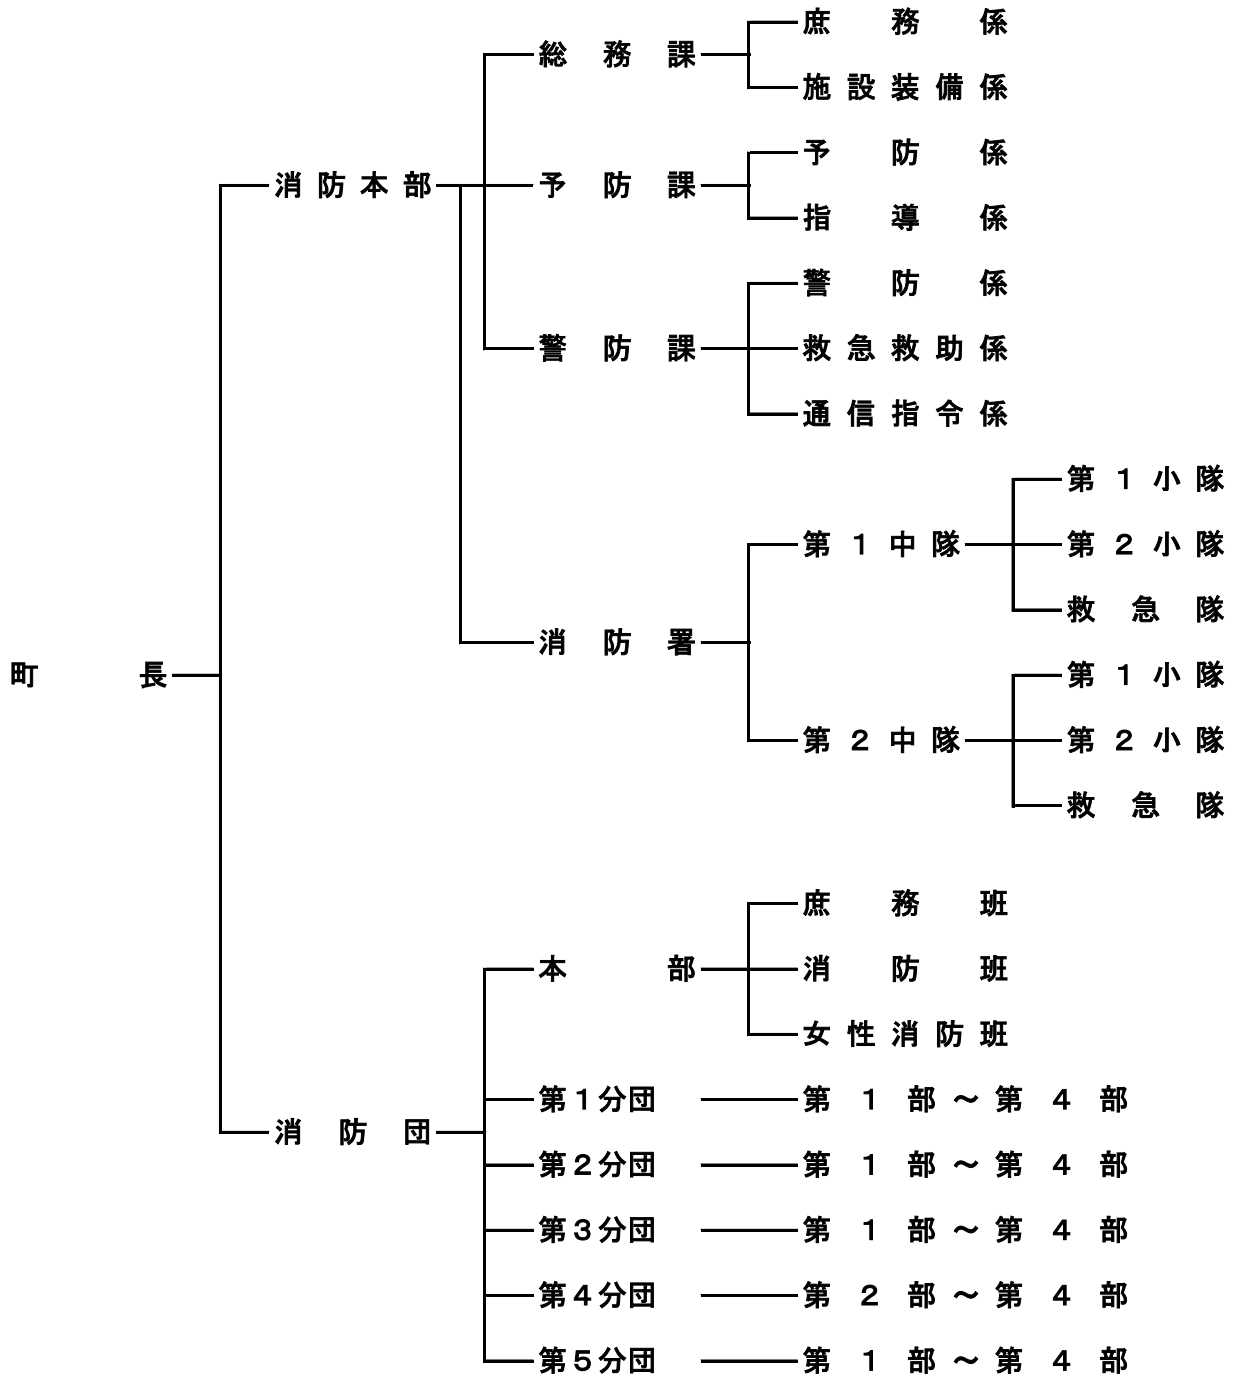 庶務係
総務課
施設装備係
予防係
消防本部 予防課
指導係
警防係
警防課 救急救助係
通信指令係
第1小隊
第1中隊 第2小隊
救急隊
消防署
町長 第1小隊
第2中隊 第2小隊
救急隊
庶務班
本部 消防班
女性消防班
第1分団 第1部～第4部
消防団
第2分団 第1部～第4部
第3分団 第1部～第4部
第4分団 第2部～第4部
第5分団 第1部～第4部